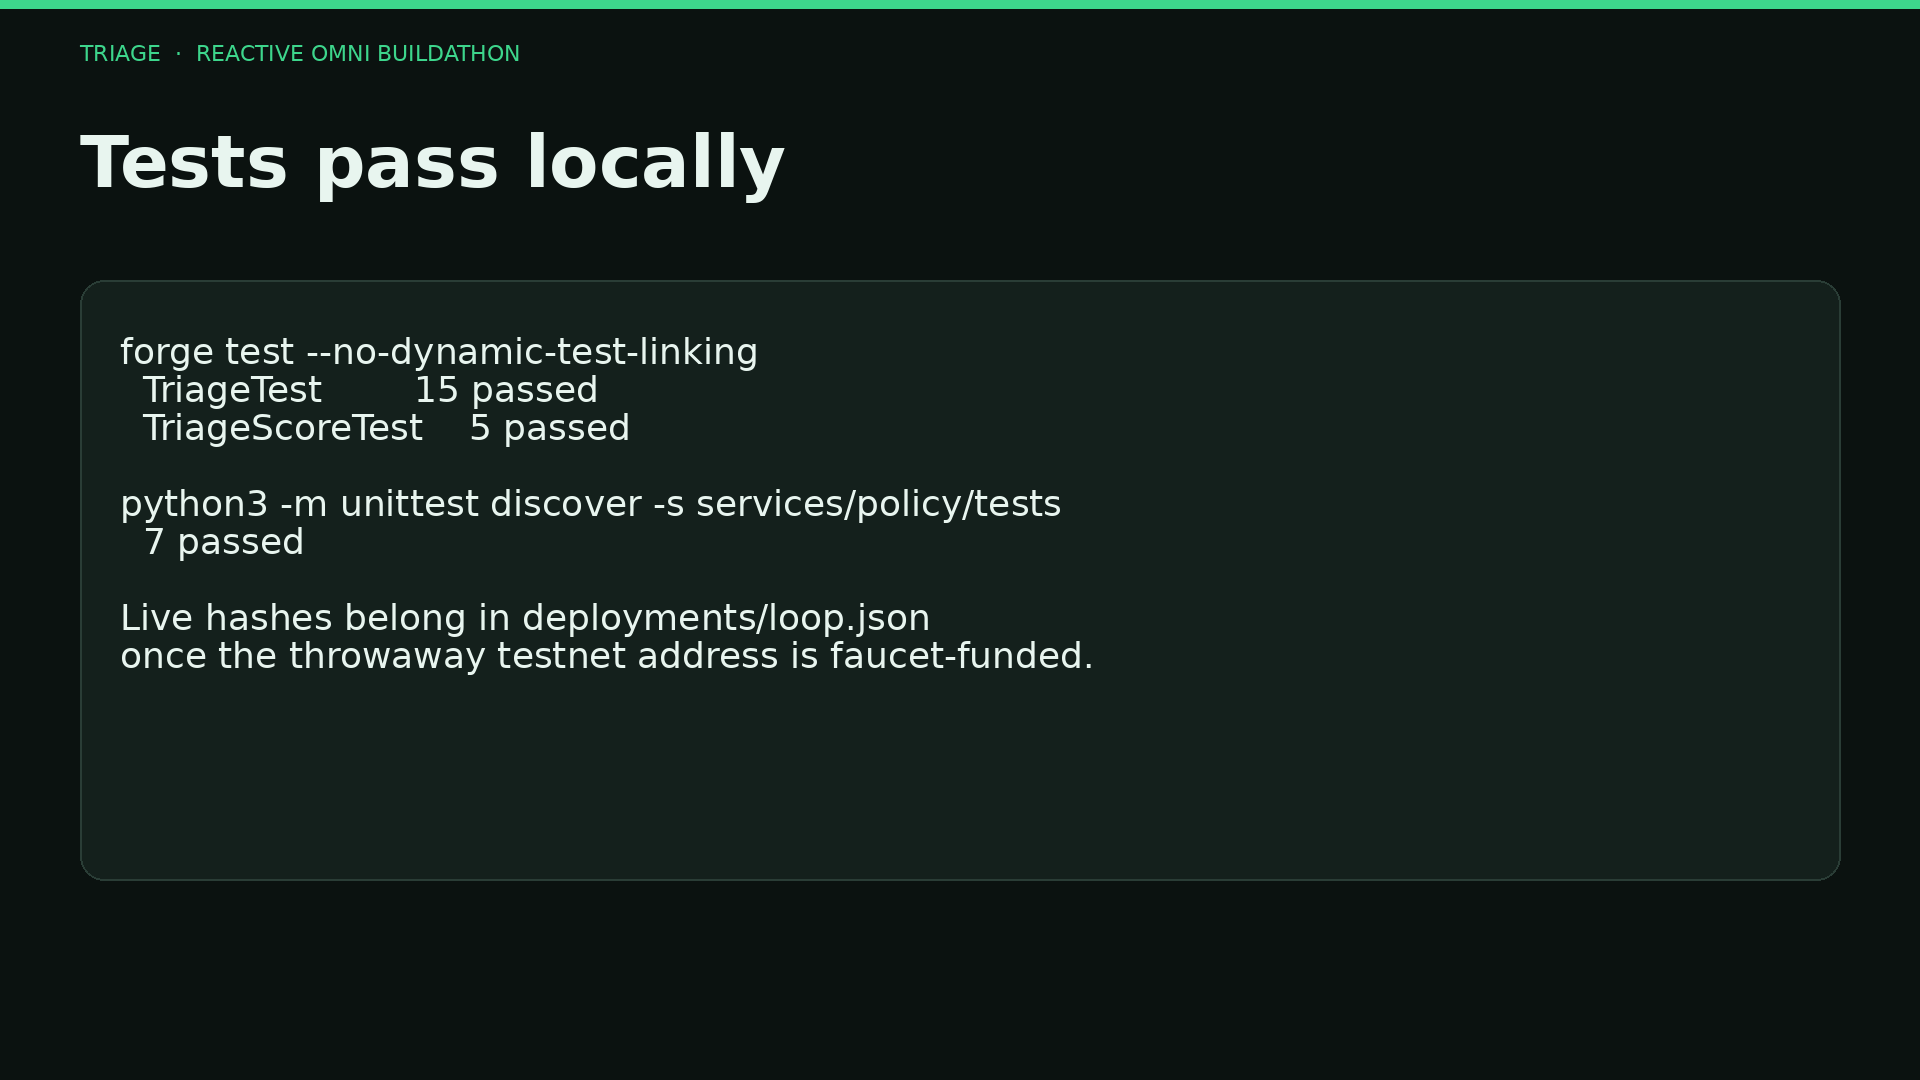 TRIAGE · REACTIVE OMNI BUILDATHON
Tests pass locally
forge test --no-dynamic-test-linking
TriageTest 15 passed
TriageScoreTest 5 passed
python3 -m unittest discover -s services/policy/tests
7 passed
Live hashes belong in deployments/loop.json
once the throwaway testnet address is faucet-funded.